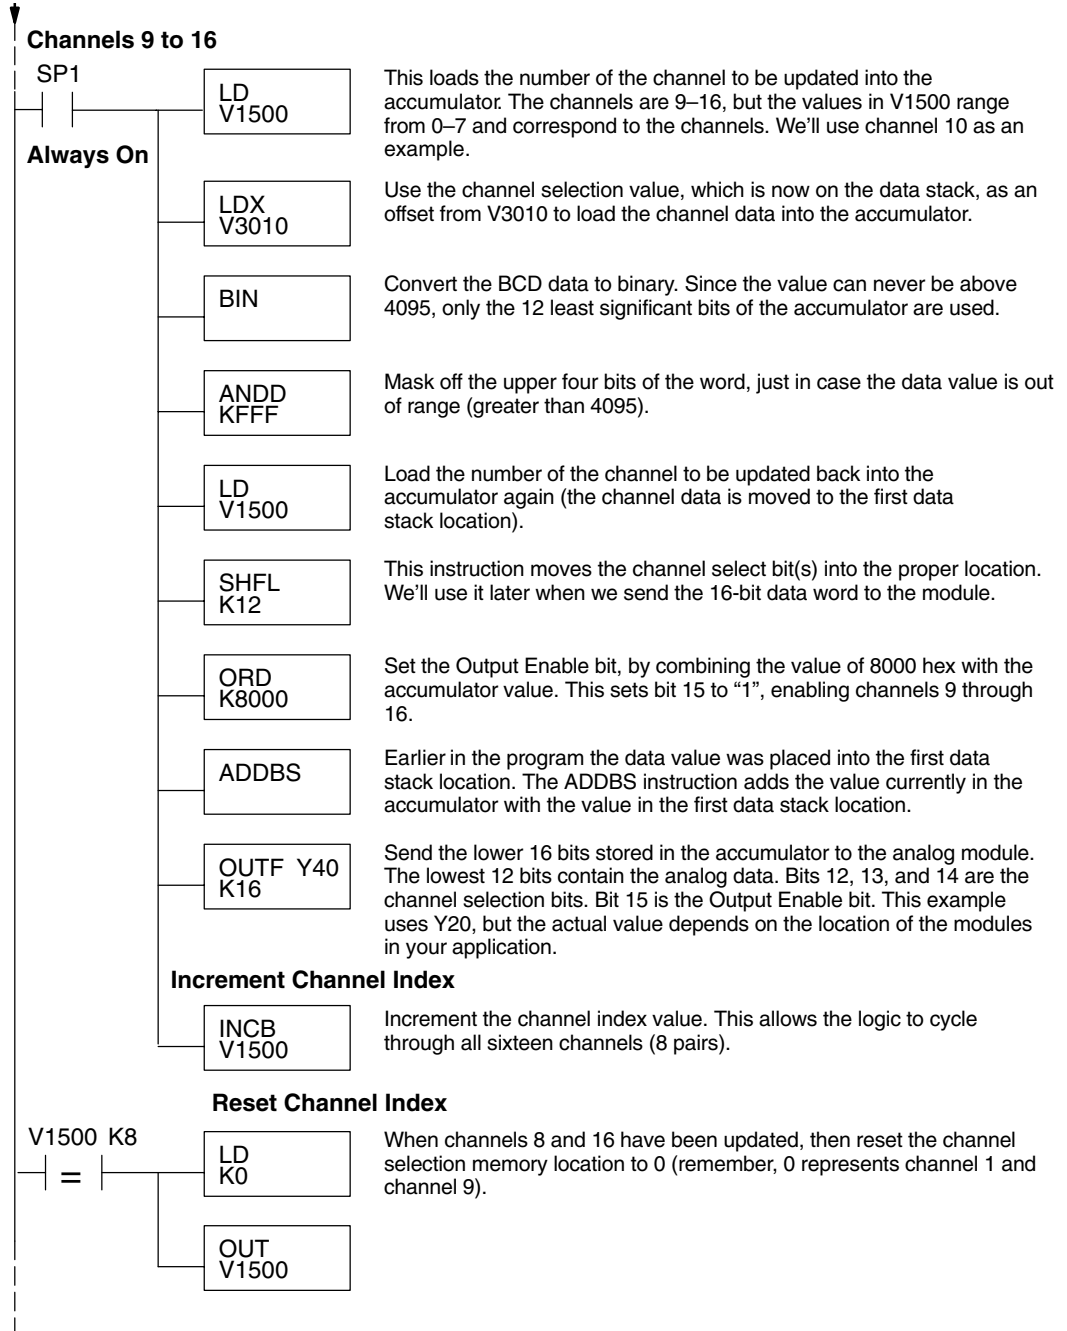 Channels 9 to 16
SP1
Always On
LD
V1500
This loads the number of the channel to be updated into the
accumulator. The channels are 9–16, but the values in V1500 range
from 0–7 and correspond to the channels. We’ll use channel 10 as an
example.
LDX
V3010
Use the channel selection value, which is now on the data stack, as an
offset from V3010 to load the channel data into the accumulator.
BIN
Convert the BCD data to binary. Since the value can never be above
4095, only the 12 least significant bits of the accumulator are used.
ANDD
KFFF
Mask off the upper four bits of the word, just in case the data value is out
of range (greater than 4095).
LD
V1500
Load the number of the channel to be updated back into the
accumulator again (the channel data is moved to the first data
stack location).
SHFL
K12
This instruction moves the channel select bit(s) into the proper location.
We’ll use it later when we send the 16-bit data word to the module.
ORD
K8000
Set the Output Enable bit, by combining the value of 8000 hex with the
accumulator value. This sets bit 15 to “1”, enabling channels 9 through
16.
ADDBS
Earlier in the program the data value was placed into the first data
stack location. The ADDBS instruction adds the value currently in the
accumulator with the value in the first data stack location.
OUTF Y40
K16
Send the lower 16 bits stored in the accumulator to the analog module.
The lowest 12 bits contain the analog data. Bits 12, 13, and 14 are the
channel selection bits. Bit 15 is the Output Enable bit. This example
uses Y20, but the actual value depends on the location of the modules
in your application.
Increment Channel Index
INCB
V1500
Increment the channel index value. This allows the logic to cycle
through all sixteen channels (8 pairs).
Reset Channel Index
V1500 K8
=
LD
K0
When channels 8 and 16 have been updated, then reset the channel
selection memory location to 0 (remember, 0 represents channel 1 and
channel 9).
OUT
V1500